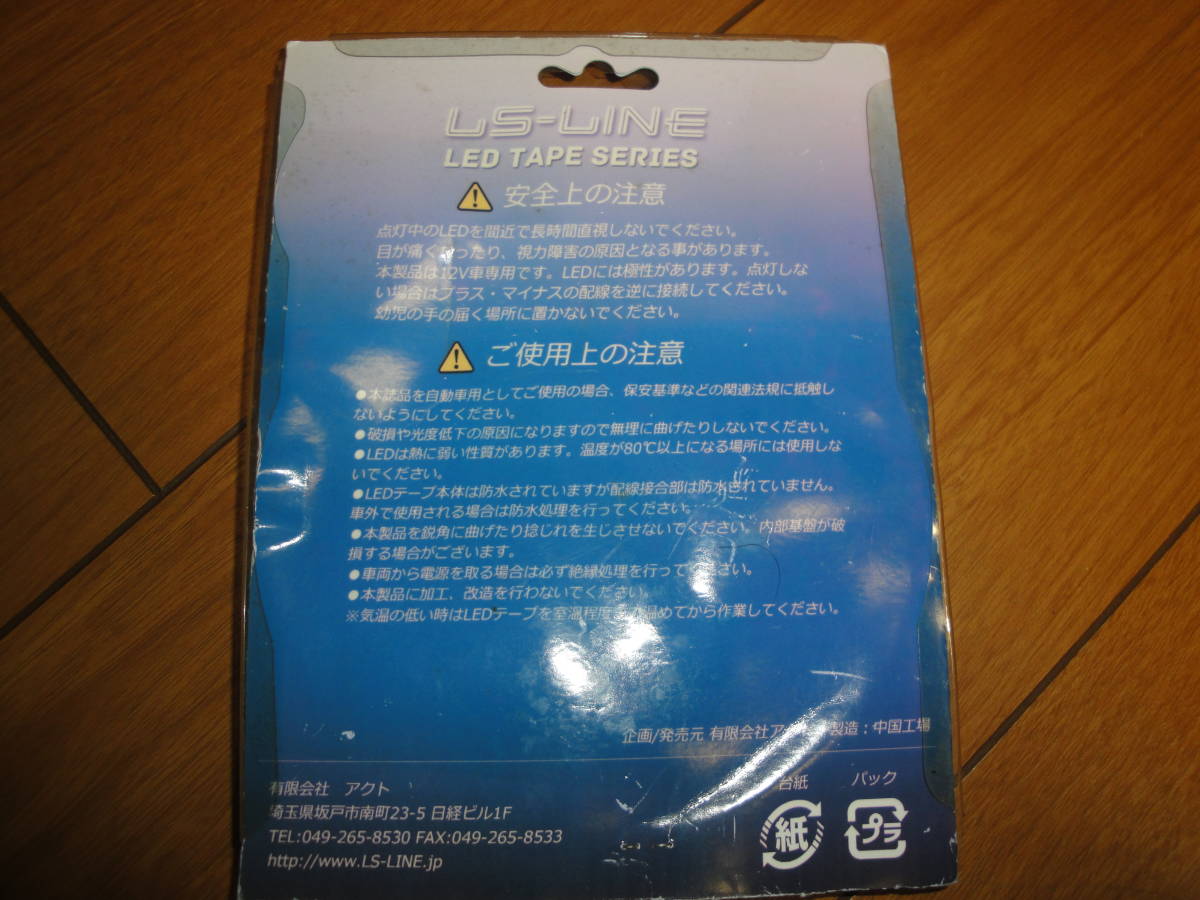 LS-LINE
LED TAPE SERIES
安全上の注意
点灯中のLEDを間近で長時間直視しないでください。
目が痛くなったり、視力障害の原因となる事があります。
本製品は12V車専用です。LEDには極性があります。点灯しな
い場合はプラス・マイナスの配線を逆に接続してください。
幼児の手の届く場所に置かないでください。
ご使用上の注意
●本誌品を自動車用としてご使用の場合、保安基準などの関連法規に抵触し
ないようにしてください。
●破損や光度低下の原因になりますので無理に曲げたりしないでください。
●LEDは熱に弱い性質があります。温度が80℃以上になる場所には使用しな
いでください。
●LEDテープ本体は防水されていますが配線接合部は防水されていません。
車外で使用される場合は防水処理を行ってください。
●本製品を鋭角に曲げたり捻じれを生じさせないでください。内部基盤が破
損する場合がございます。
●車両から電源を取る場合は必ず絶縁処理を行ってください。
●本製品に加工、改造を行わないでください。
※気温の低い時はLEDテープを室温程度 温めてから作業してください。
企画/発売元 有限会社アクト 製造：中国工場
有限会社 アクト
埼玉県坂戸市南町23-5 日経ビル1F
TEL:049-265-8530 FAX:049-265-8533
http://www.LS-LINE.jp
台紙
パック
紙
プラ